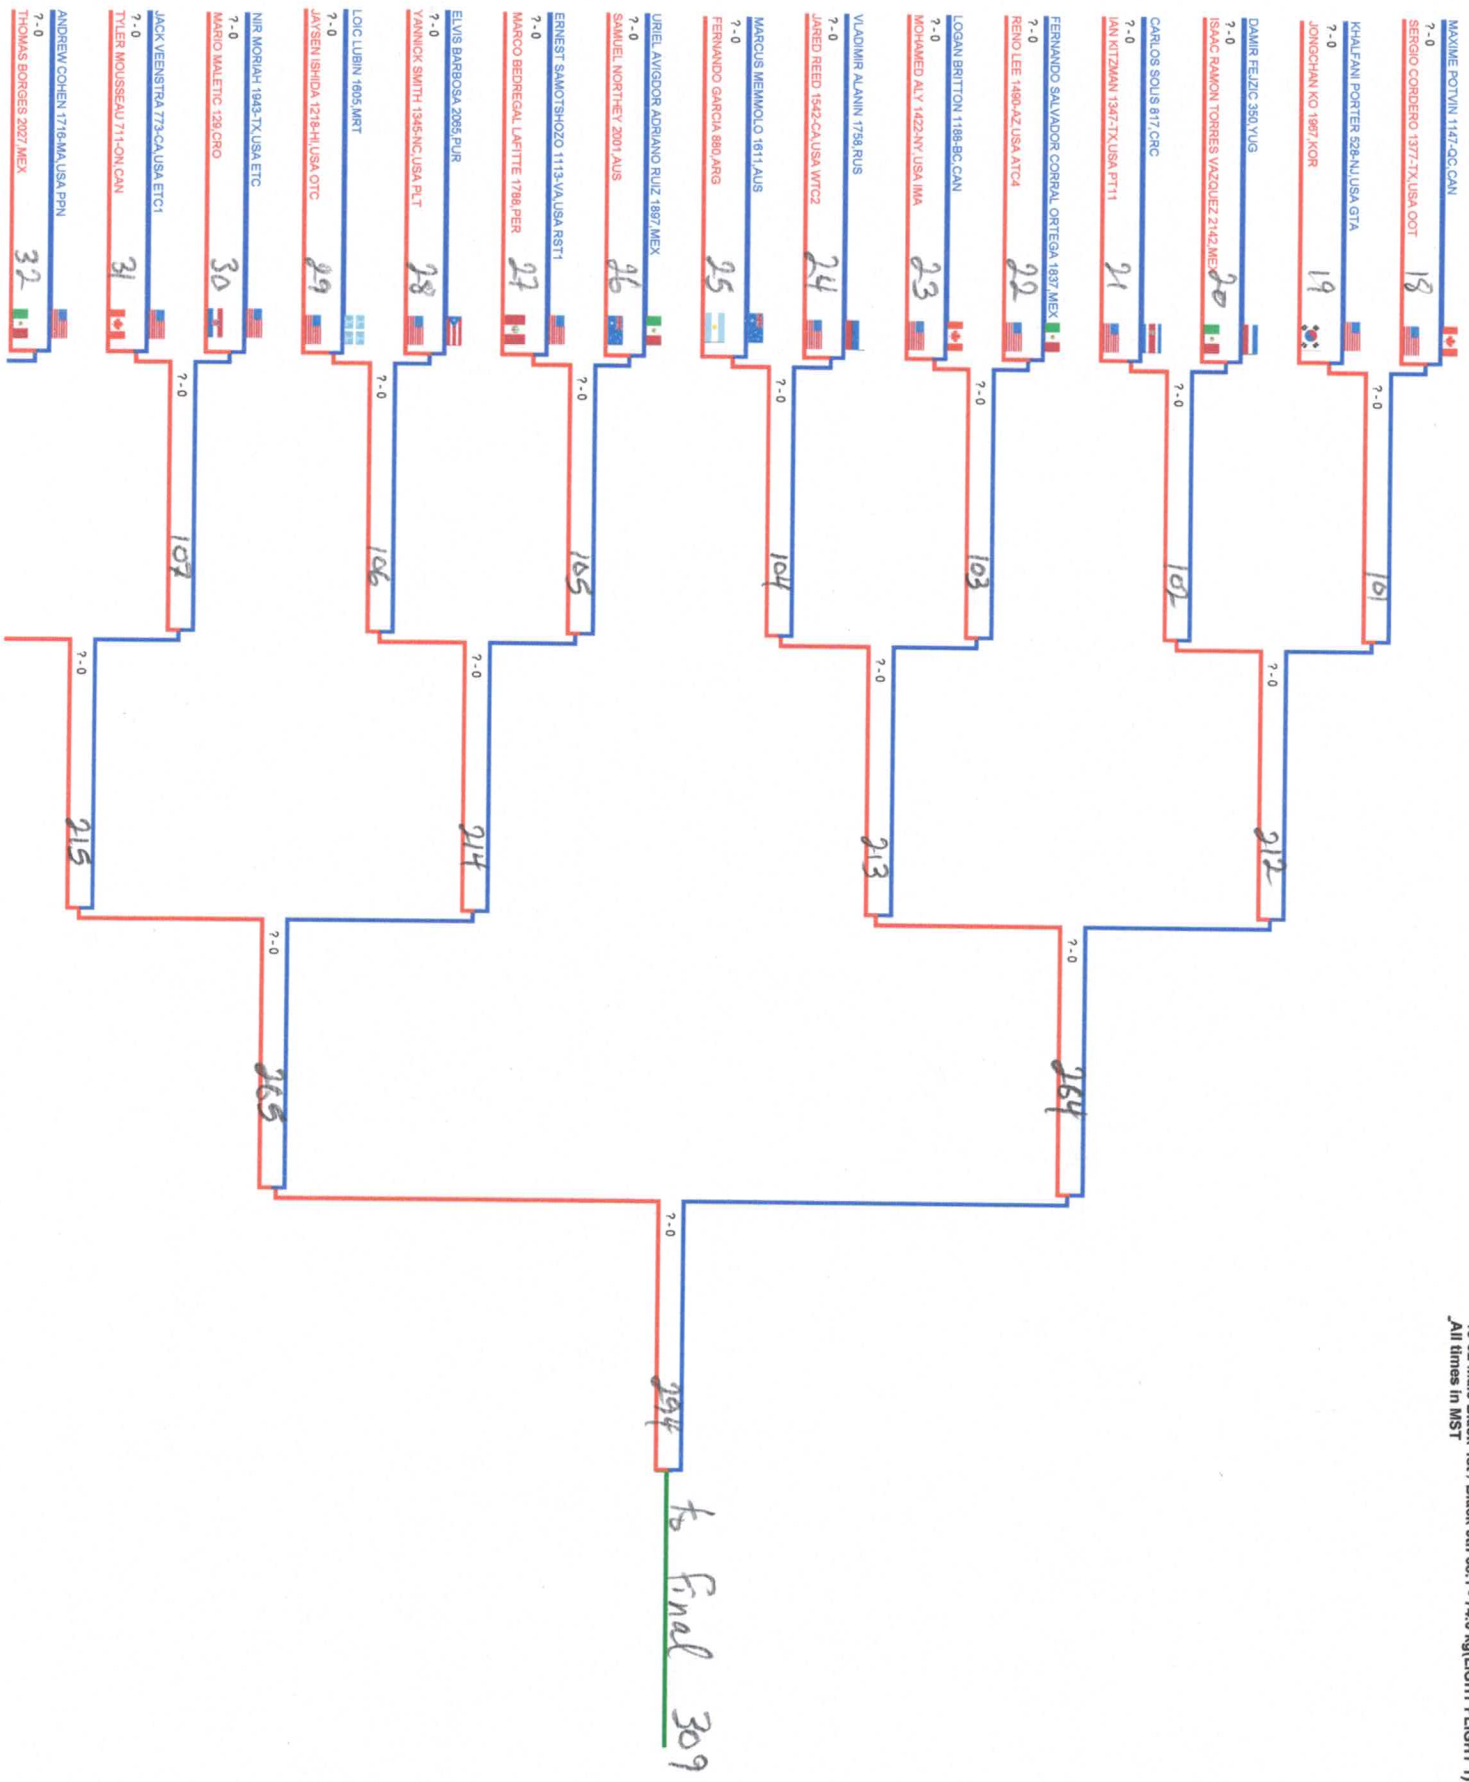 _All times in MST
MAXIME POTVIN 1147-QC,CAN
? - 0
SERGIO CORDERO 1377-TX,USA OOT
18
KHALFANI PORTER 528-NJ,USA GTA
? - 0
JONGCHAN KO 1967,KOR
19
DAMIR FEJZIC 350,YUG
? - 0
ISAAC RAMON TORRES VAZQUEZ 2142,MEX
20
CARLOS SOLIS 817,CRC
? - 0
IAN KITZMAN 1347-TX,USA PT11
21
FERNANDO SALVADOR CORRAL ORTEGA 1837,MEX
? - 0
RENO LEE 1490-AZ,USA ATC4
22
LOGAN BRITTON 1188-BC,CAN
? - 0
MOHAMED ALY 1422-NY,USA IMA
23
VLADIMIR ALANIN 1758,RUS
? - 0
JARED REED 1542-CA,USA WTC2
24
MARCUS MEMMOLO 1611,AUS
? - 0
FERNANDO GARCIA 880,ARG
25
URIEL AVIGDOR ADRIANO RUIZ 1897,MEX
? - 0
SAMUEL NORTHEY 2001,AUS
26
ERNEST SAMOTSHOZO 1113-VA,USA RST1
? - 0
MARCO BEDREGAL LAFITTE 1788,PER
27
ELVIS BARBOSA 2065,PUR
? - 0
YANNICK SMITH 1345-NC,USA PLT
28
LOIC LUBIN 1605,MRT
? - 0
JAYSEN ISHIDA 1218-HI,USA OTC
29
NIR MORIAH 1943-TX,USA ETC
? - 0
MARIO MALETIC 129,CRO
30
JACK VEENSTRA 773-CA,USA ETC1
? - 0
TYLER MOUSSEAU 711-ON,CAN
31
ANDREW COHEN 1716-MA,USA PPN
? - 0
THOMAS BORGES 2027,MEX
32
? - 0
101
? - 0
102
? - 0
103
? - 0
104
? - 0
105
? - 0
106
? - 0
107
? - 0
212
? - 0
213
? - 0
214
? - 0
215
? - 0
264
? - 0
265
? - 0
294
to final 309